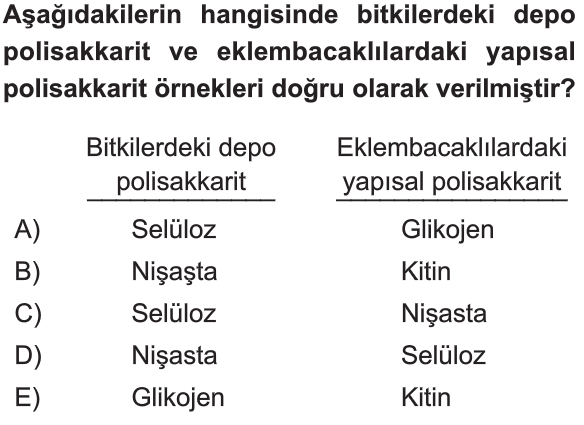 Aşağıdakilerin hangisinde bitkilerdeki depo
polisakkarit ve eklembacaklılardaki yapısal
polisakkarit örnekleri doğru olarak verilmiştir?
Bitkilerdeki depo polisakkarit
Eklembacaklılardaki yapısal polisakkarit
A) Selüloz Glikojen
B) Nişaşta Kitin
C) Selüloz Nişasta
D) Nişasta Selüloz
E) Glikojen Kitin